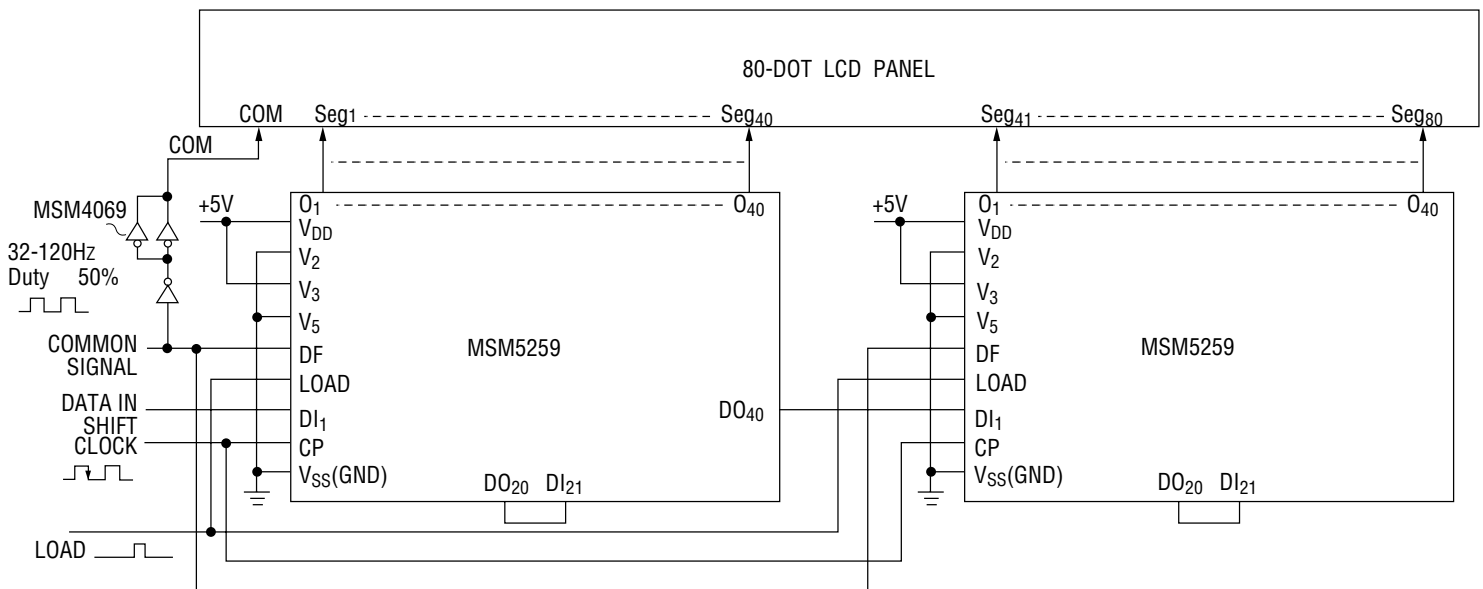 80-DOT LCD PANEL
COM Seg1 Seg40 Seg41 Seg80
COM
MSM4069
+5V
O1 O40
+5V
O1 O40
32-120Hz
Duty 50%
VDD
V2
V3
V5
DF
LOAD
DI1
CP
VSS(GND)
MSM5259
DO40
DO20 DI21
VDD
V2
V3
V5
DF
LOAD
DI1
CP
VSS(GND)
MSM5259
DO20 DI21
COMMON
SIGNAL
DATA IN
SHIFT
CLOCK
LOAD